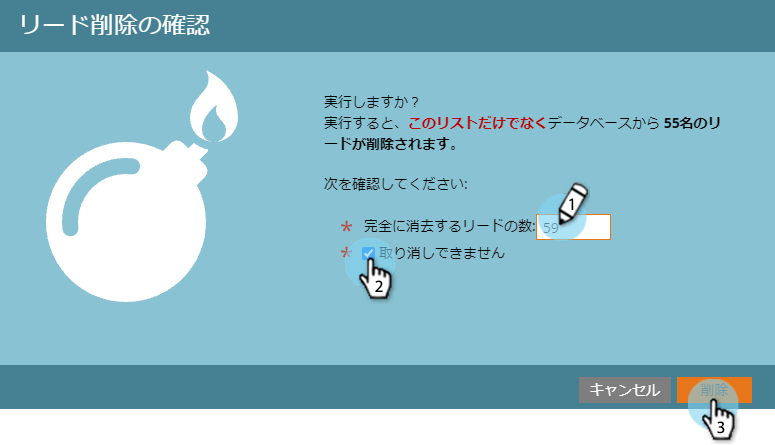 リード削除の確認
実行しますか？
実行すると、このリストだけでなくデータベースから 55名のリ
ードが削除されます。
次を確認してください:
* 完全に消去するリードの数: 59
1
* 取り消しできません
2
キャンセル 削除
3